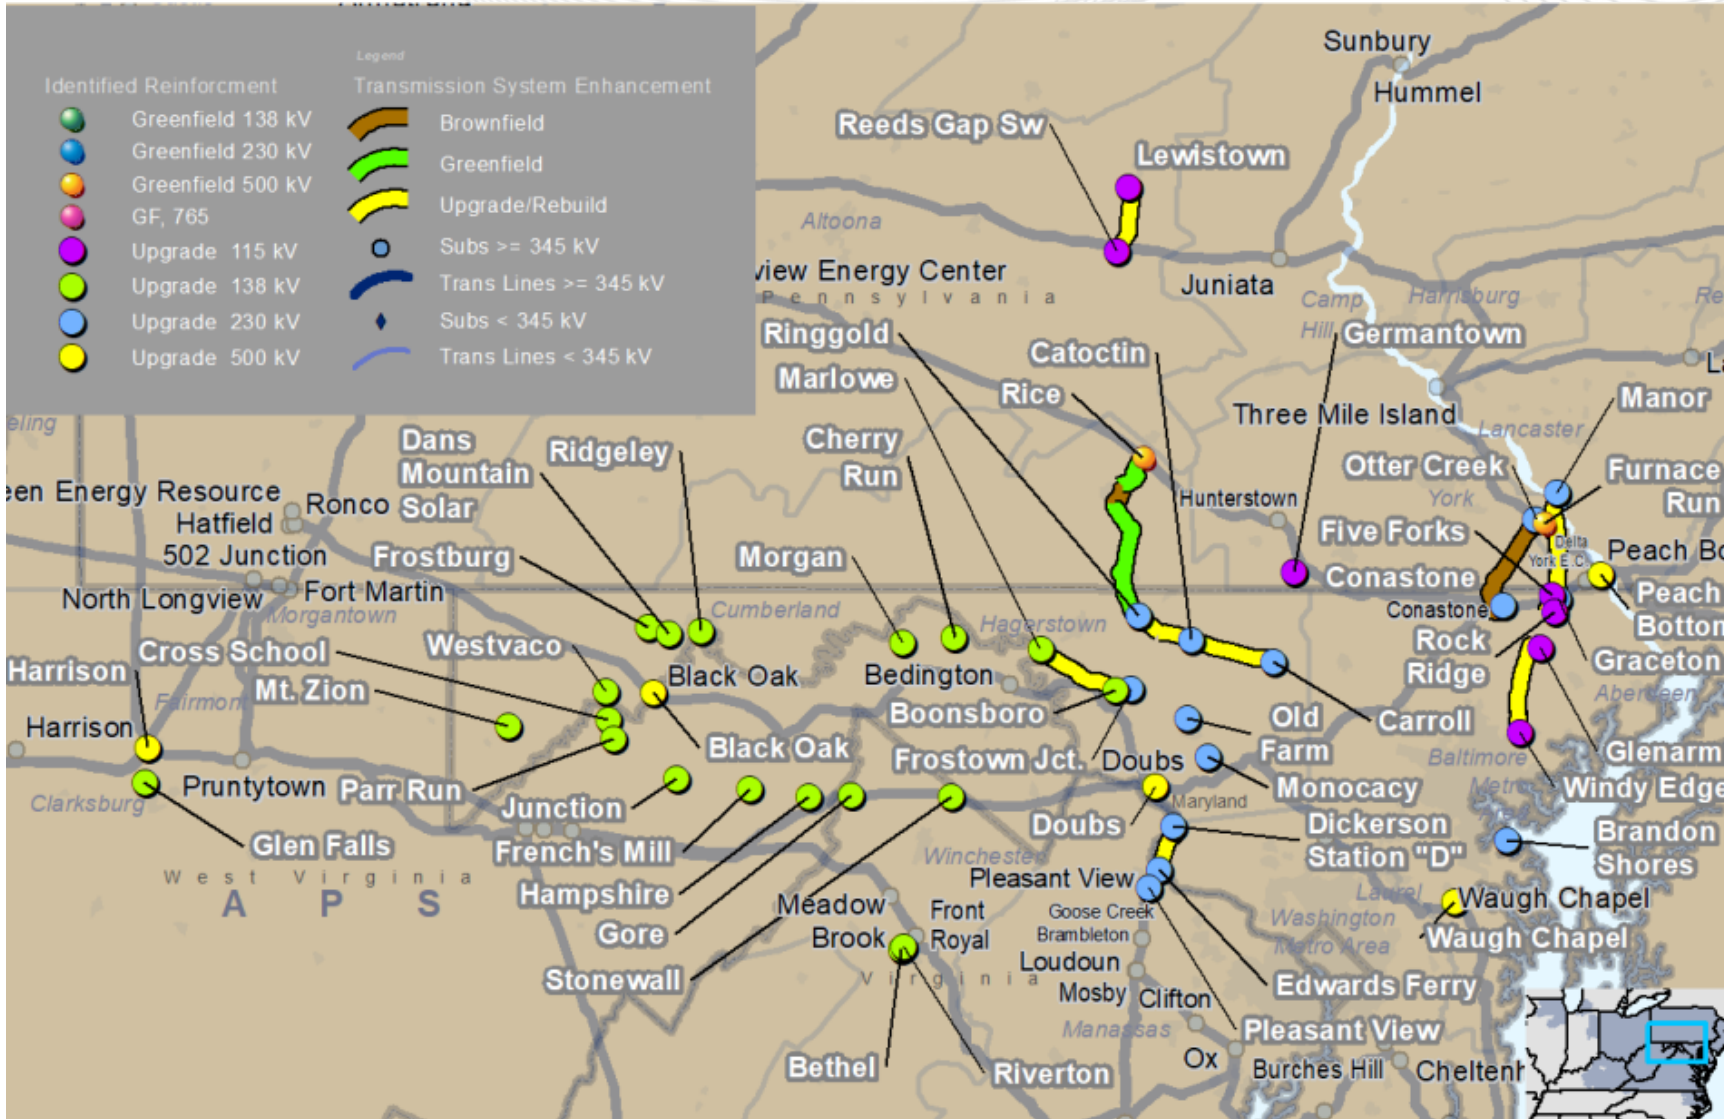 Legend
Identified Reinforcment
Transmission System Enhancement
Greenfield 138 kV
Greenfield 230 kV
Greenfield 500 kV
GF, 765
Upgrade 115 kV
Upgrade 138 kV
Upgrade 230 kV
Upgrade 500 kV
Brownfield
Greenfield
Upgrade/Rebuild
Subs >= 345 kV
Trans Lines >= 345 kV
Subs < 345 kV
Trans Lines < 345 kV
Sunbury
Hummel
Reeds Gap Sw
Lewistown
Altoona
view Energy Center
Pennsylvania
Juniata
Camp
Hill
Harrisburg
Ringgold
Catoctin
Germantown
Marlowe
Rice
Three Mile Island
Manor
Lancaster
Dans
Mountain
Solar
Ridgeley
Cherry
Run
Otter Creek
Furnace
Run
York
een Energy Resource
Ronco
Hatfield
Hunterstown
Five Forks
Delta
York E.C.
502 Junction
Frostburg
Morgan
Conastone
Peach Bo
North Longview
Fort Martin
Morgantown
Cumberland
Hagerstown
Conastone
Peach
Bottom
Cross School
Westvaco
Rock
Ridge
Graceton
Harrison
Mt. Zion
Black Oak
Bedington
Aberdeen
Fairmont
Boonsboro
Old
Farm
Carroll
Harrison
Black Oak
Frostown Jct.
Doubs
Baltimore
Metro
Glenarm
Clarksburg
Pruntytown
Parr Run
Junction
Monocacy
Windy Edge
Maryland
Doubs
Dickerson
Station "D"
Brandon
Shores
Glen Falls
French's Mill
Winchester
West Virginia
Hampshire
Pleasant View
Laurel
Waugh Chapel
APS
Meadow
Brook
Front
Royal
Goose Creek
Brambleton
Washington
Metro Area
Waugh Chapel
Gore
Stonewall
Virginia
Loudoun
Mosby
Clifton
Edwards Ferry
Manassas
Pleasant View
Bethel
Riverton
Ox
Burches Hill
Cheltenh